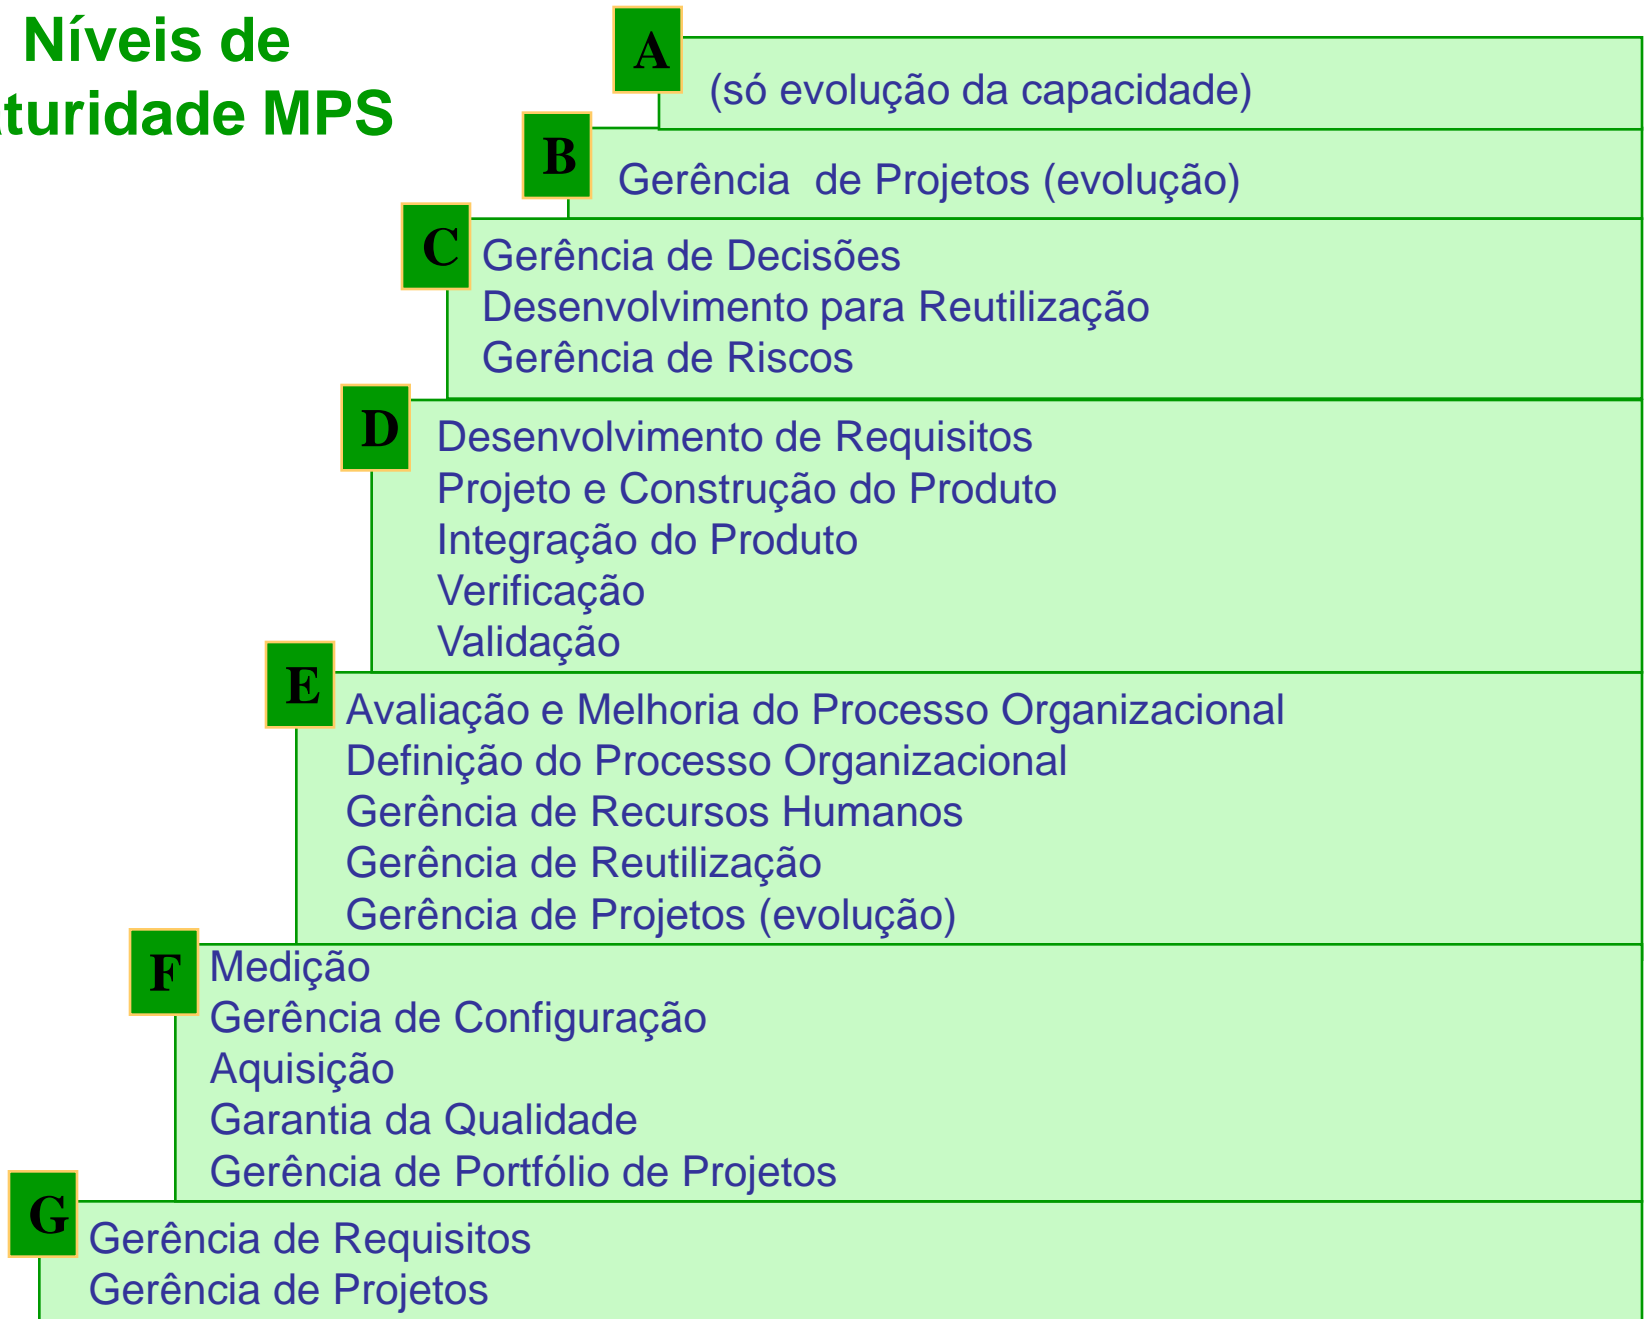 Níveis de
aturidade MPS
A
(só evolução da capacidade)
B
Gerência de Projetos (evolução)
C
Gerência de Decisões
Desenvolvimento para Reutilização
Gerência de Riscos
D
Desenvolvimento de Requisitos
Projeto e Construção do Produto
Integração do Produto
Verificação
Validação
E
Avaliação e Melhoria do Processo Organizacional
Definição do Processo Organizacional
Gerência de Recursos Humanos
Gerência de Reutilização
Gerência de Projetos (evolução)
F
Medição
Gerência de Configuração
Aquisição
Garantia da Qualidade
Gerência de Portfólio de Projetos
G
Gerência de Requisitos
Gerência de Projetos